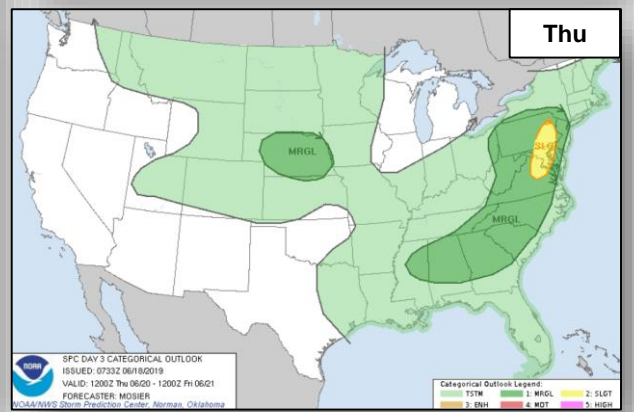 Thu
MRGL
SLGT
MRGL
NOAA
SPC DAY 3 CATEGORICAL OUTLOOK
ISSUED: 0733Z 06/18/2019
VALID: 1200Z Thu 06/20 - 1200Z Fri 06/21
FORECASTER: MOSIER
NOAA/NWS Storm Prediction Center, Norman, Oklahoma
Categorical Outlook Legend:
TSTM 1: MRGL 2: SLGT
3: ENH 4: MDT 5: HIGH